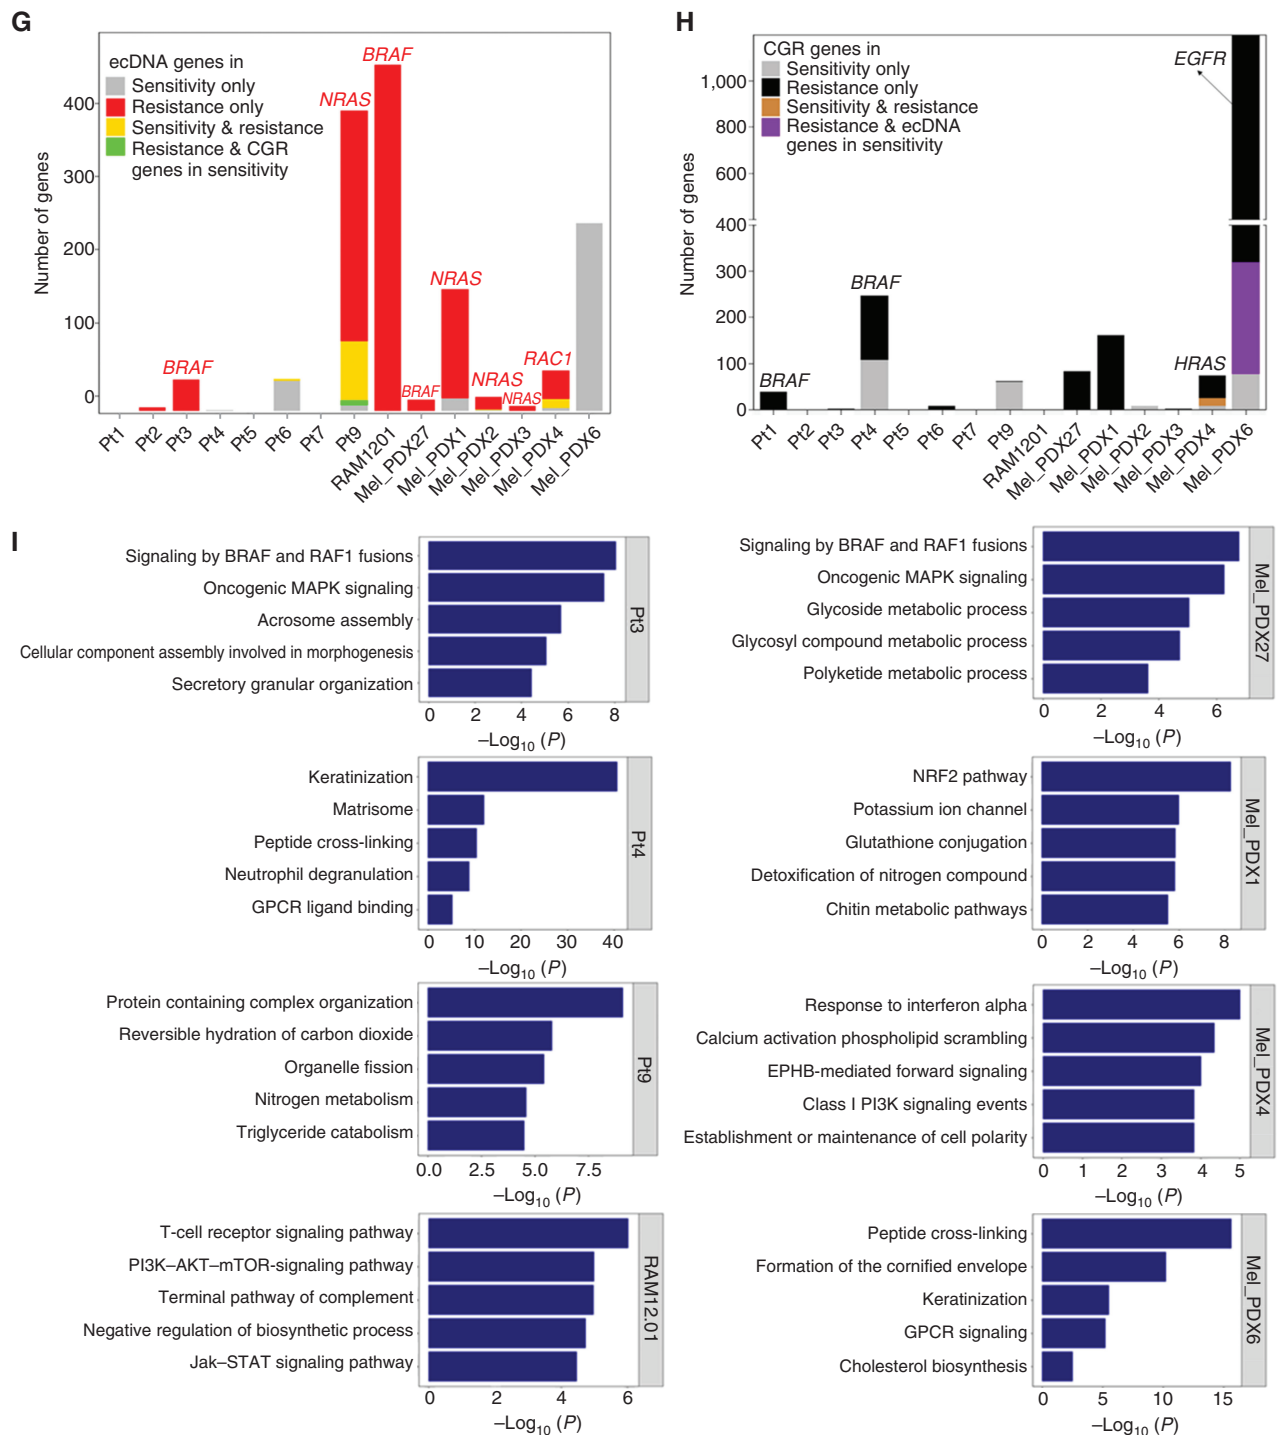 G
ecDNA genes in
Sensitivity only
Resistance only
Sensitivity & resistance
Resistance & CGR
genes in sensitivity
Number of genes
400
300
200
100
0
BRAF
NRAS
BRAF
NRAS
BRAF
NRAS
NRAS
RAC1
Pt1
Pt2
Pt3
Pt4
Pt5
Pt6
Pt7
Pt9
RAM1201
Mel_PDX27
Mel_PDX1
Mel_PDX2
Mel_PDX3
Mel_PDX4
Mel_PDX6
H
CGR genes in
Sensitivity only
Resistance only
Sensitivity & resistance
Resistance & ecDNA
genes in sensitivity
Number of genes
1,000
800
600
400
300
200
100
0
EGFR
BRAF
BRAF
HRAS
Pt1
Pt2
Pt3
Pt4
Pt5
Pt6
Pt7
Pt9
RAM1201
Mel_PDX27
Mel_PDX1
Mel_PDX2
Mel_PDX3
Mel_PDX4
Mel_PDX6
I
Signaling by BRAF and RAF1 fusions
Oncogenic MAPK signaling
Acrosome assembly
Cellular component assembly involved in morphogenesis
Secretory granular organization
Pt3
0 2 4 6 8
–Log10 (P)
Keratinization
Matrisome
Peptide cross-linking
Neutrophil degranulation
GPCR ligand binding
Pt4
0 10 20 30 40
–Log10 (P)
Protein containing complex organization
Reversible hydration of carbon dioxide
Organelle fission
Nitrogen metabolism
Triglyceride catabolism
Pt9
0.0 2.5 5.0 7.5
–Log10 (P)
T-cell receptor signaling pathway
PI3K–AKT–mTOR-signaling pathway
Terminal pathway of complement
Negative regulation of biosynthetic process
Jak–STAT signaling pathway
RAM12.01
0 2 4 6
–Log10 (P)
Signaling by BRAF and RAF1 fusions
Oncogenic MAPK signaling
Glycoside metabolic process
Glycosyl compound metabolic process
Polyketide metabolic process
Mel_PDX27
0 2 4 6
–Log10 (P)
NRF2 pathway
Potassium ion channel
Glutathione conjugation
Detoxification of nitrogen compound
Chitin metabolic pathways
Mel_PDX1
0 2 4 6 8
–Log10 (P)
Response to interferon alpha
Calcium activation phospholipid scrambling
EPHB-mediated forward signaling
Class I PI3K signaling events
Establishment or maintenance of cell polarity
Mel_PDX4
0 1 2 3 4 5
–Log10 (P)
Peptide cross-linking
Formation of the cornified envelope
Keratinization
GPCR signaling
Cholesterol biosynthesis
Mel_PDX6
0 5 10 15
–Log10 (P)